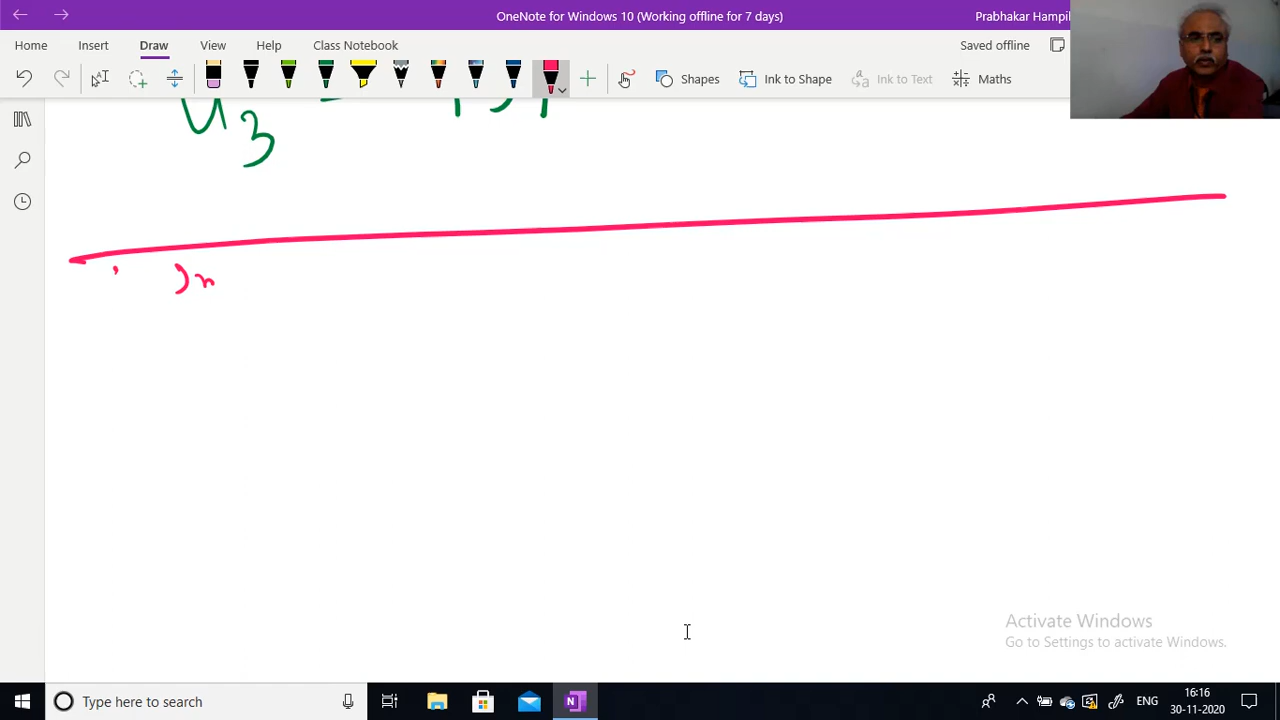 OneNote for Windows 10 (Working offline for 7 days)
Prabhakar Hampil
Home Insert Draw View Help Class Notebook
Saved offline
Shapes Ink to Shape Ink to Text Maths
u3
)n
Activate Windows
Go to Settings to activate Windows.
Type here to search
ENG
16:16
30-11-2020